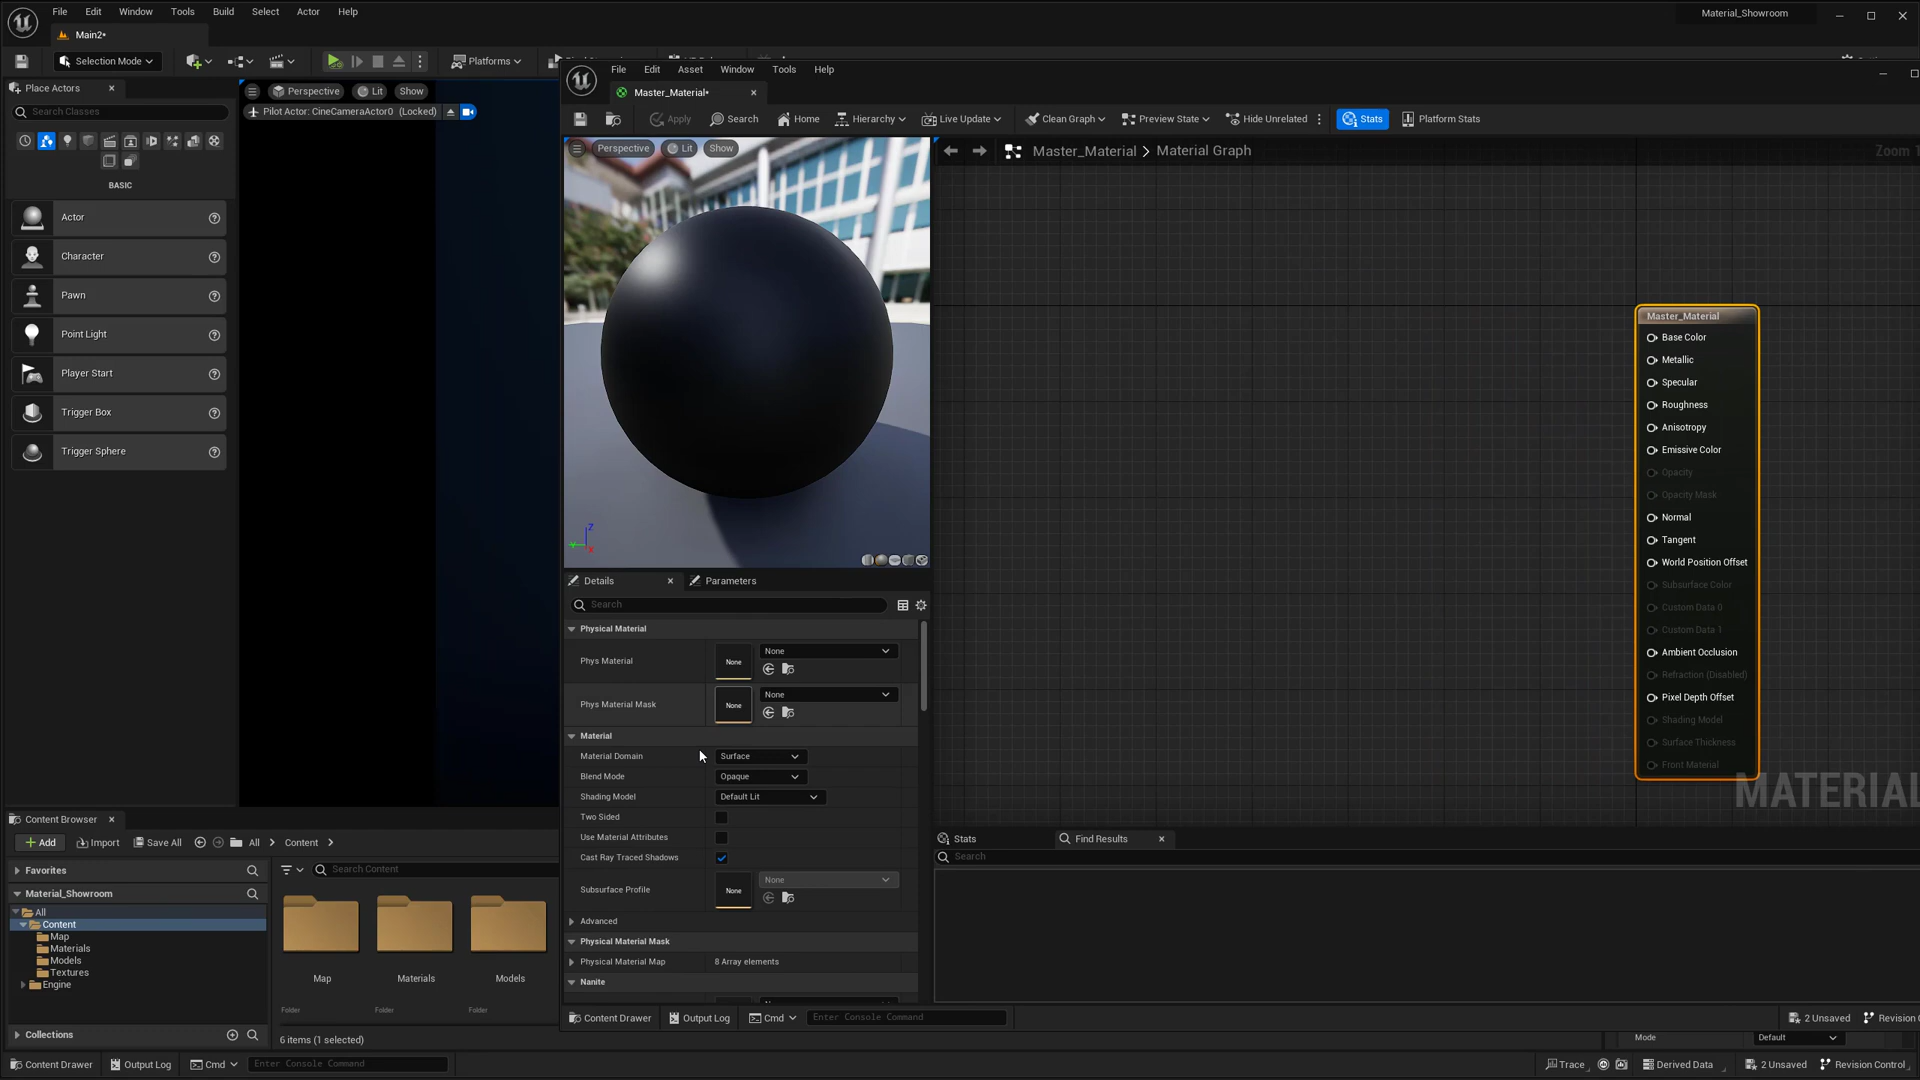 File Edit Window Tools Build Select Actor Help
Material_Showroom
Main2*
Selection Mode
Platforms
Place Actors
Search Classes
BASIC
Actor
Character
Pawn
Point Light
Player Start
Trigger Box
Trigger Sphere
Perspective Lit Show
Pilot Actor: CineCameraActor0 (Locked)
File Edit Asset Window Tools Help
Master_Material*
Apply Search Home Hierarchy Live Update Clean Graph Preview State Hide Unrelated Stats Platform Stats
Perspective Lit Show
Z
Y
X
Master_Material > Material Graph
Zoom 1
Master_Material
Base Color
Metallic
Specular
Roughness
Anisotropy
Emissive Color
Opacity
Opacity Mask
Normal
Tangent
World Position Offset
Subsurface Color
Custom Data 0
Custom Data 1
Ambient Occlusion
Refraction (Disabled)
Pixel Depth Offset
Shading Model
Surface Thickness
Front Material
MATERIAL
Details Parameters
Search
Physical Material
Phys Material None None
Phys Material Mask None None
Material
Material Domain Surface
Blend Mode Opaque
Shading Model Default Lit
Two Sided
Use Material Attributes
Cast Ray Traced Shadows
Subsurface Profile None None
Advanced
Physical Material Mask
Physical Material Map 8 Array elements
Nanite
Stats Find Results
Search
Content Drawer Output Log Cmd Enter Console Command
2 Unsaved Revision
Mode Default
Content Browser
Add Import Save All All > Content >
Favorites
Material_Showroom
All
Content
Map
Materials
Models
Textures
Engine
Collections
Search Content
Map Materials Models
Folder Folder Folder
6 items (1 selected)
Content Drawer Output Log Cmd Enter Console Command
Trace Derived Data 2 Unsaved Revision Control